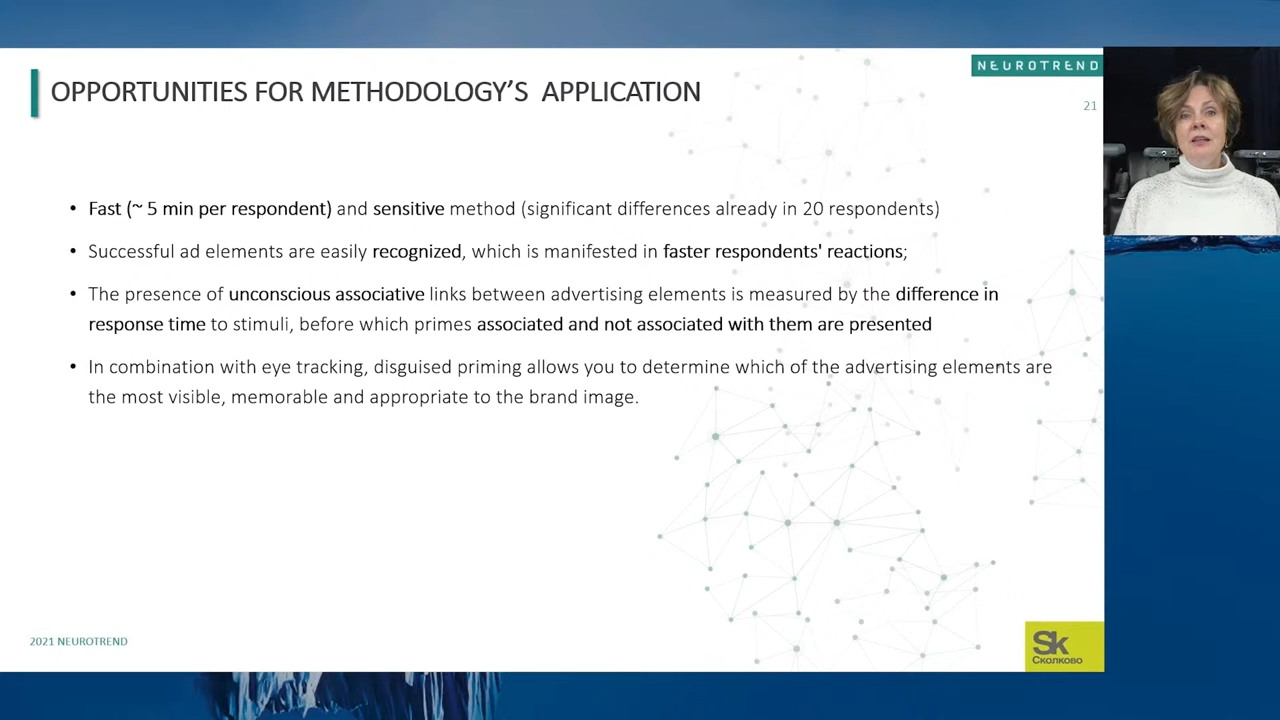 OPPORTUNITIES FOR METHODOLOGY’S APPLICATION
NEUROTREND
21
• Fast (~ 5 min per respondent) and sensitive method (significant differences already in 20 respondents)
• Successful ad elements are easily recognized, which is manifested in faster respondents' reactions;
• The presence of unconscious associative links between advertising elements is measured by the difference in
response time to stimuli, before which primes associated and not associated with them are presented
• In combination with eye tracking, disguised priming allows you to determine which of the advertising elements are
the most visible, memorable and appropriate to the brand image.
2021 NEUROTREND
Sk
Сколково